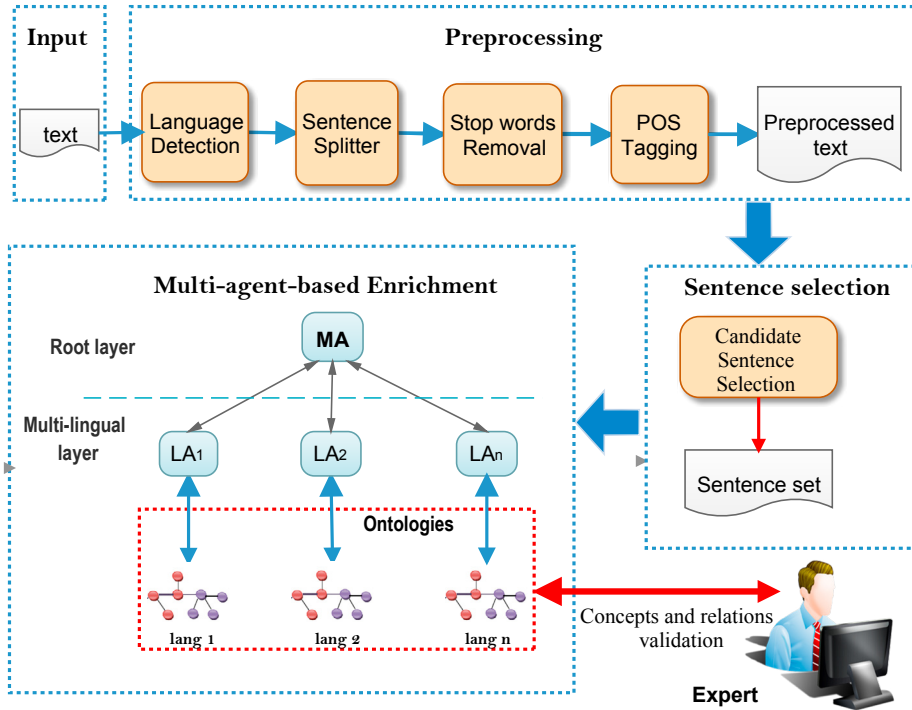 Input
Preprocessing
text
Language
Detection
Sentence
Splitter
Stop words
Removal
POS
Tagging
Preprocessed
text
Multi-agent-based Enrichment
Root layer
MA
Multi-lingual
layer
LA1
LA2
LAn
Ontologies
lang 1
lang 2
lang n
Sentence selection
Candidate
Sentence
Selection
Sentence set
Concepts and relations
validation
Expert